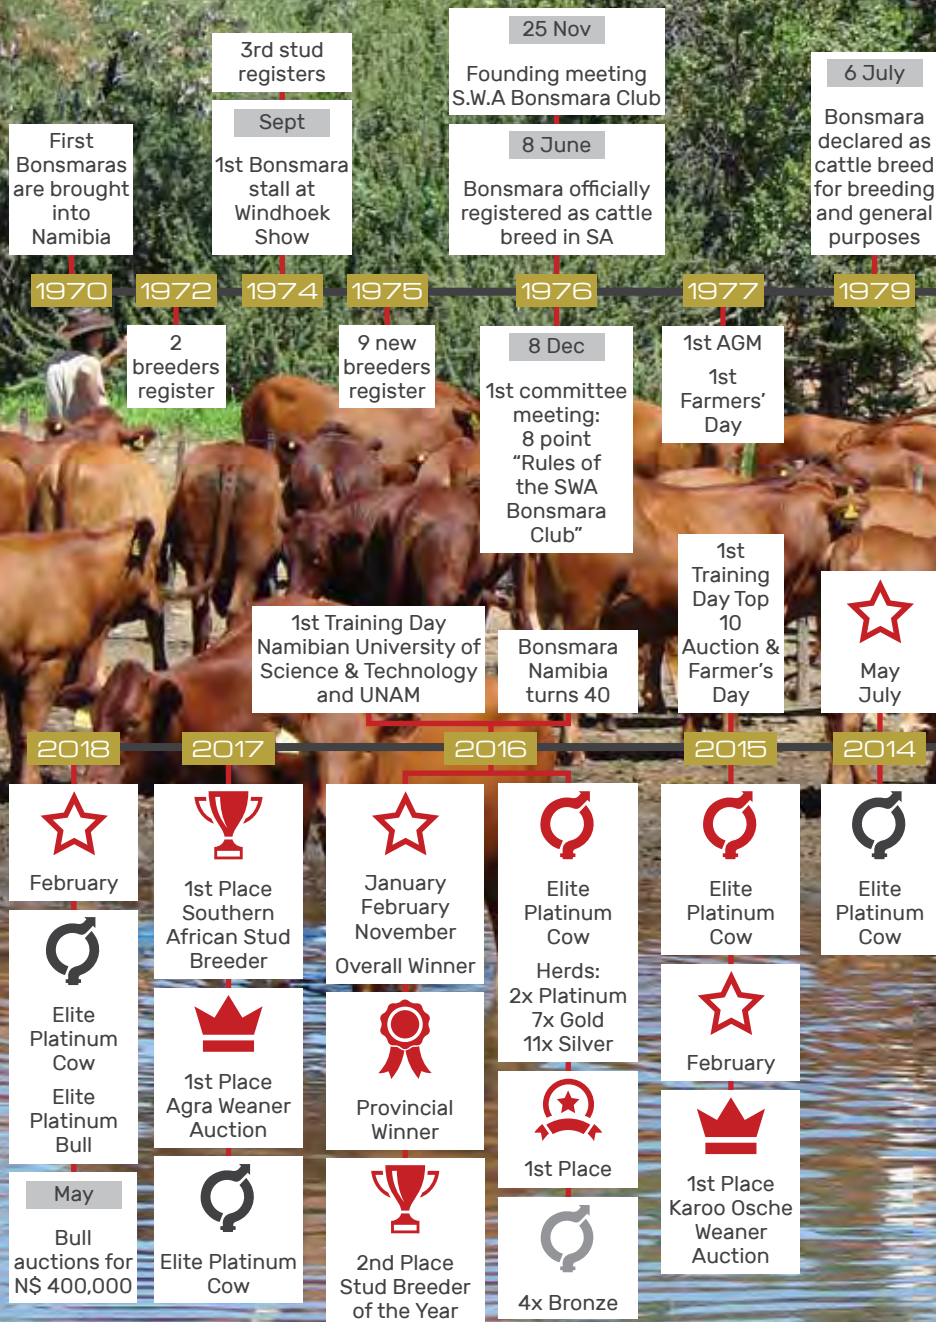 First
Bonsmaras
are brought
into
Namibia
1970
1972
2
breeders
register
3rd stud
registers
Sept
1st Bonsmara
stall at
Windhoek
Show
1974
1975
9 new
breeders
register
25 Nov
Founding meeting
S.W.A Bonsmara Club
8 June
Bonsmara officially
registered as cattle
breed in SA
1976
8 Dec
1st committee
meeting:
8 point
“Rules of
the SWA
Bonsmara
Club”
1977
1st AGM
1st
Farmers’
Day
6 July
Bonsmara
declared as
cattle breed
for breeding
and general
purposes
1979
May
July
2014
Elite
Platinum
Cow
1st
Training
Day Top
10
Auction &
Farmer’s
Day
2015
Elite
Platinum
Cow
February
1st Place
Karoo Osche
Weaner
Auction
1st Training Day
Namibian University of
Science & Technology
and UNAM
Bonsmara
Namibia
turns 40
2016
January
February
November
Overall Winner
Provincial
Winner
2nd Place
Stud Breeder
of the Year
Elite
Platinum
Cow
Herds:
2x Platinum
7x Gold
11x Silver
1st Place
4x Bronze
2017
1st Place
Southern
African Stud
Breeder
1st Place
Agra Weaner
Auction
Elite Platinum
Cow
2018
February
Elite
Platinum
Cow
Elite
Platinum
Bull
May
Bull
auctions for
N$ 400,000